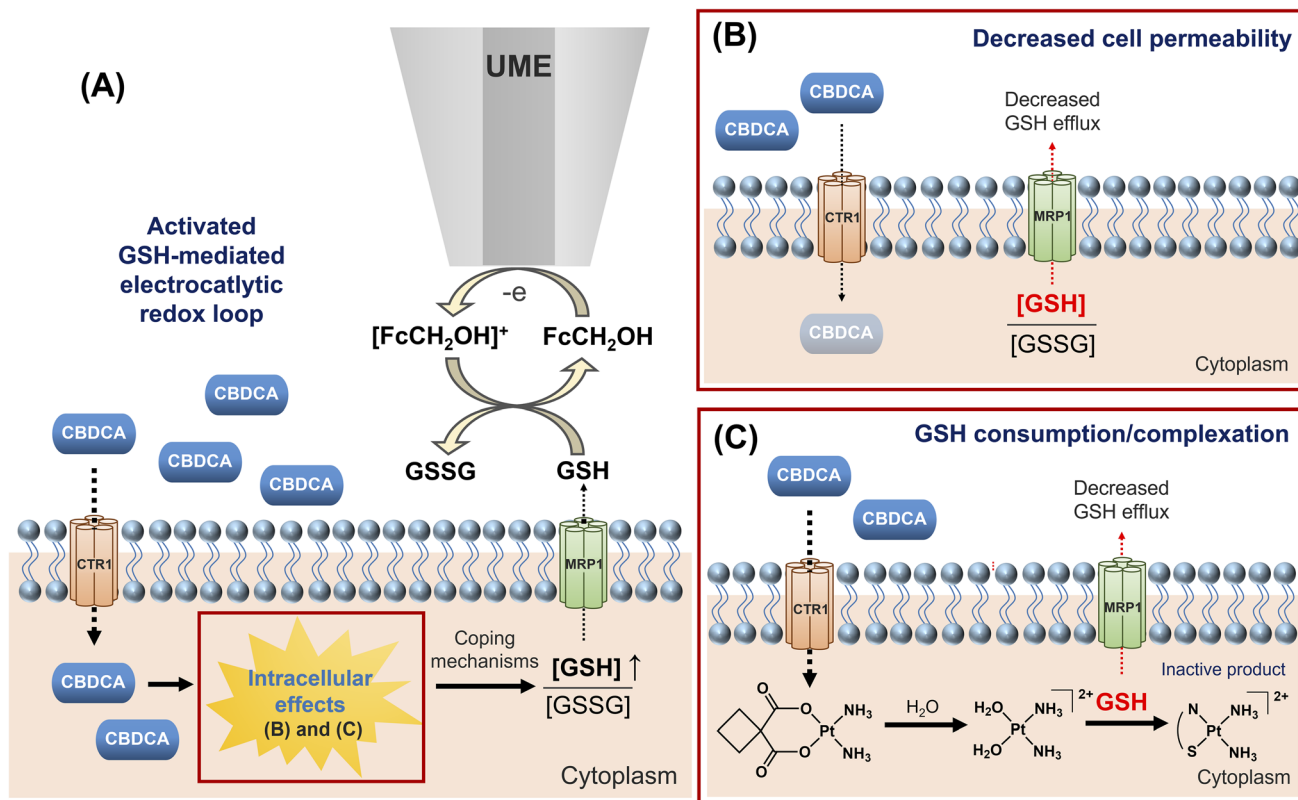 (A)
UME
Activated
GSH-mediated
electrocatlytic
redox loop
-e
[FcCH₂OH]⁺
FcCH₂OH
CBDCA
CBDCA
CBDCA
CBDCA
GSSG
GSH
CTR1
MRP1
CBDCA
CBDCA
Intracellular
effects
(B) and (C)
Coping
mechanisms
[GSH] ↑
[GSSG]
Cytoplasm
(B)
Decreased cell permeability
CBDCA
CBDCA
Decreased
GSH efflux
CTR1
MRP1
CBDCA
[GSH]
[GSSG]
Cytoplasm
(C)
GSH consumption/complexation
CBDCA
CBDCA
Decreased
GSH efflux
CTR1
MRP1
Inactive product
O
O
O
O
Pt
NH₃
NH₃
H₂O
H₂O
H₂O
Pt
NH₃
NH₃
2+
GSH
N
S
Pt
NH₃
NH₃
2+
Cytoplasm